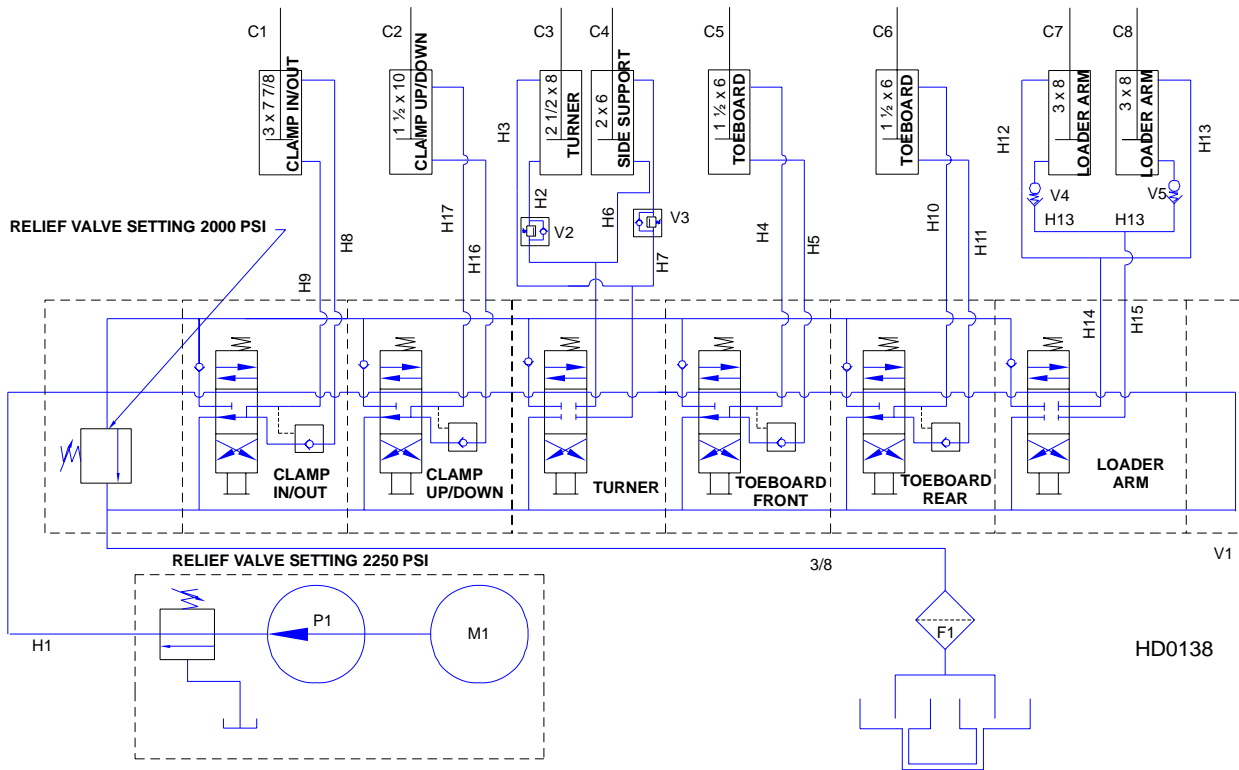 C1
C2
C3
C4
C5
C6
C7
C8
3 x 7 7/8
CLAMP IN/OUT
1 ½ x 10
CLAMP UP/DOWN
2 1/2 x 8
TURNER
2 x 6
SIDE SUPPORT
1 ½ x 6
TOEBOARD
1 ½ x 6
TOEBOARD
3 x 8
LOADER ARM
3 x 8
LOADER ARM
H3
H12
H13
H2
H6
V4
V5
H17
H4
H10
V2
V3
H13
H13
RELIEF VALVE SETTING 2000 PSI
H8
H16
H7
H5
H11
H9
H14
H15
CLAMP
IN/OUT
CLAMP
UP/DOWN
TURNER
TOEBOARD
FRONT
TOEBOARD
REAR
LOADER
ARM
RELIEF VALVE SETTING 2250 PSI
3/8
V1
H1
P1
M1
F1
HD0138